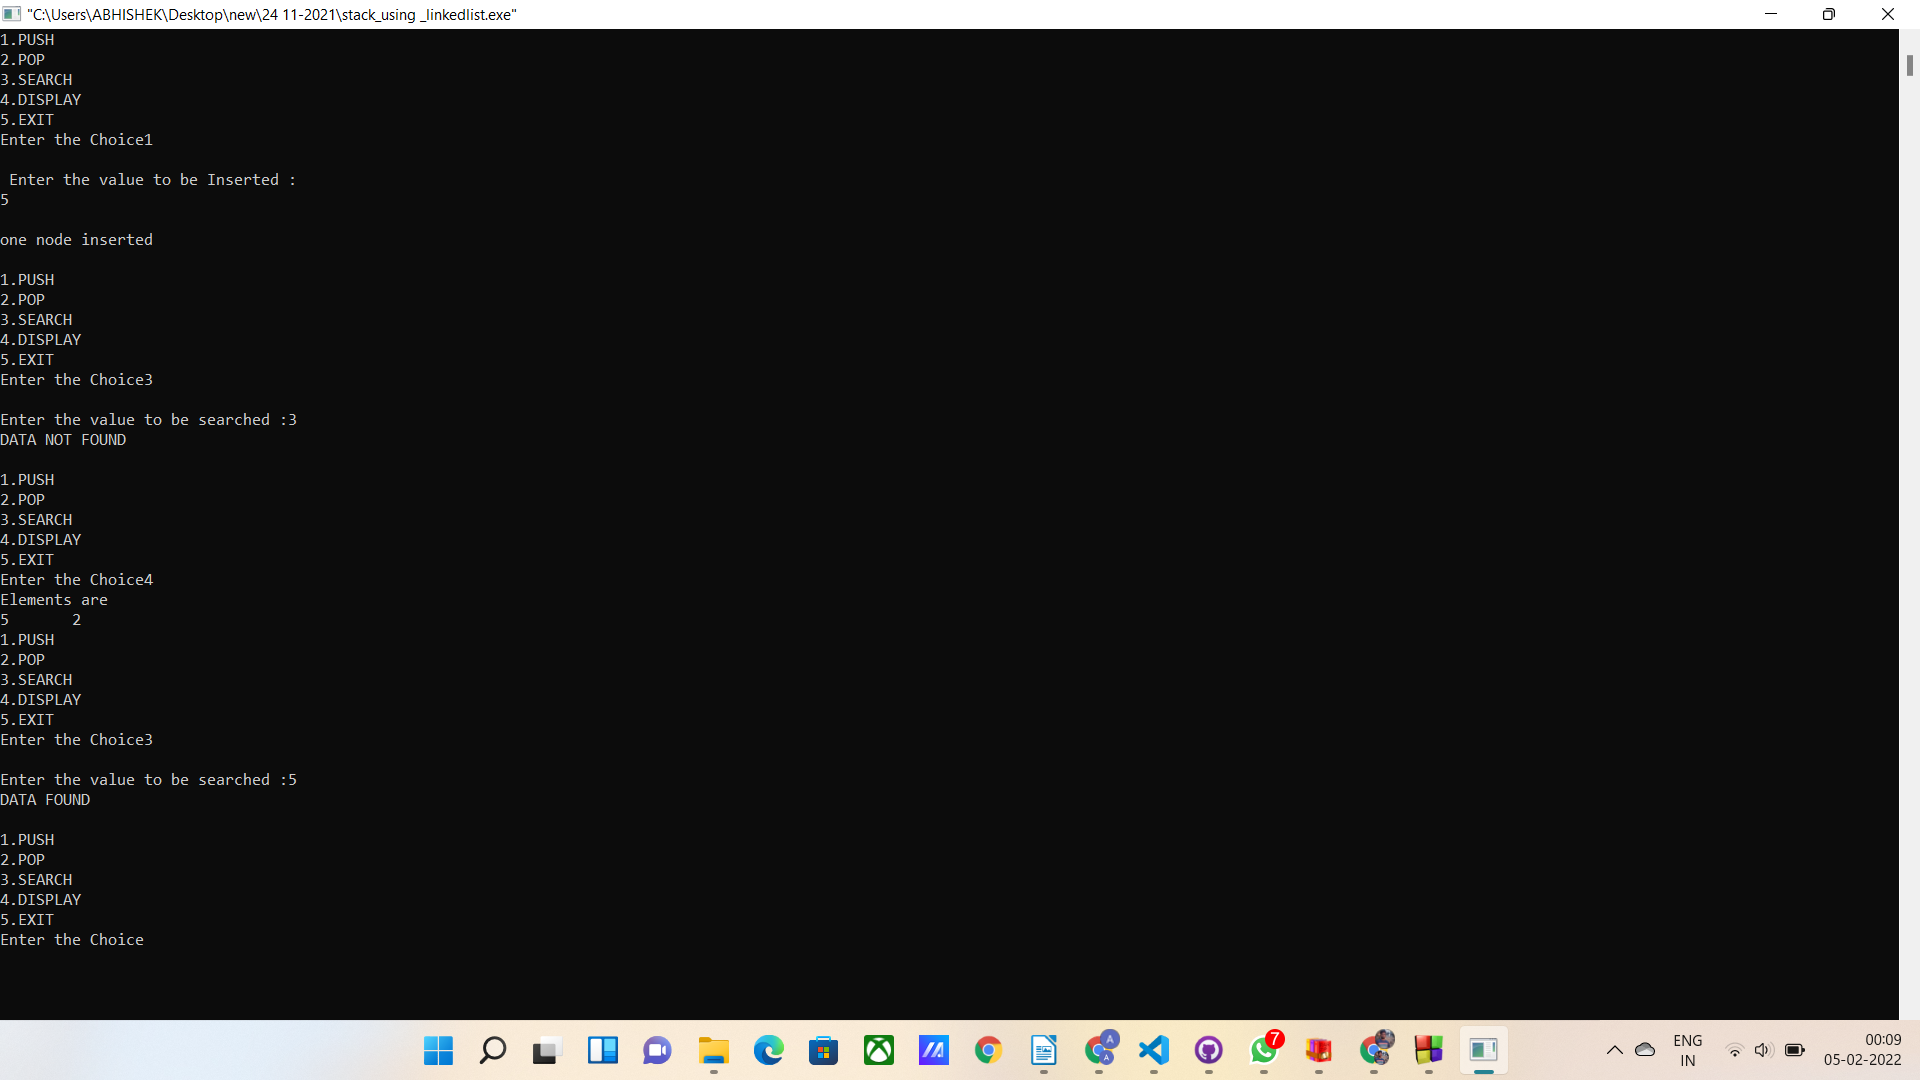 "C:\Users\ABHISHEK\Desktop\new\24 11-2021\stack_using _linkedlist.exe"
1.PUSH
2.POP
3.SEARCH
4.DISPLAY
5.EXIT
Enter the Choice1
Enter the value to be Inserted :
5
one node inserted
1.PUSH
2.POP
3.SEARCH
4.DISPLAY
5.EXIT
Enter the Choice3
Enter the value to be searched :3
DATA NOT FOUND
1.PUSH
2.POP
3.SEARCH
4.DISPLAY
5.EXIT
Enter the Choice4
Elements are
5       2
1.PUSH
2.POP
3.SEARCH
4.DISPLAY
5.EXIT
Enter the Choice3
Enter the value to be searched :5
DATA FOUND
1.PUSH
2.POP
3.SEARCH
4.DISPLAY
5.EXIT
Enter the Choice
A
A
7
ENG
IN
00:09
05-02-2022